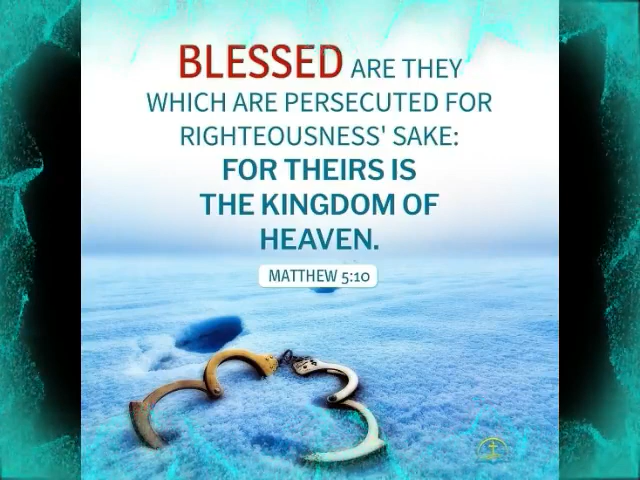 BLESSED ARE THEY
WHICH ARE PERSECUTED FOR
RIGHTEOUSNESS' SAKE:
FOR THEIRS IS
THE KINGDOM OF
HEAVEN.
MATTHEW 5:10